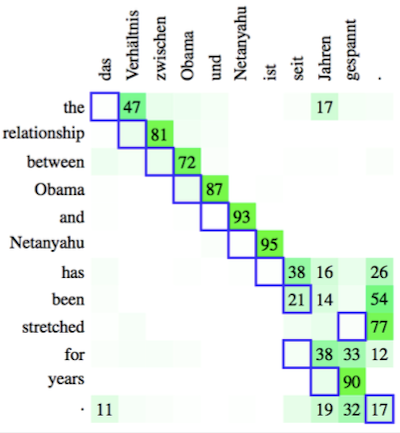 das Verhältnis zwischen Obama und Netanyahu ist seit Jahren gespannt .
the 47 17
relationship 81
between 72
Obama 87
and 93
Netanyahu 95
has 38 16 26
been 21 14 54
stretched 77
for 38 33 12
years 90
. 11 19 32 17